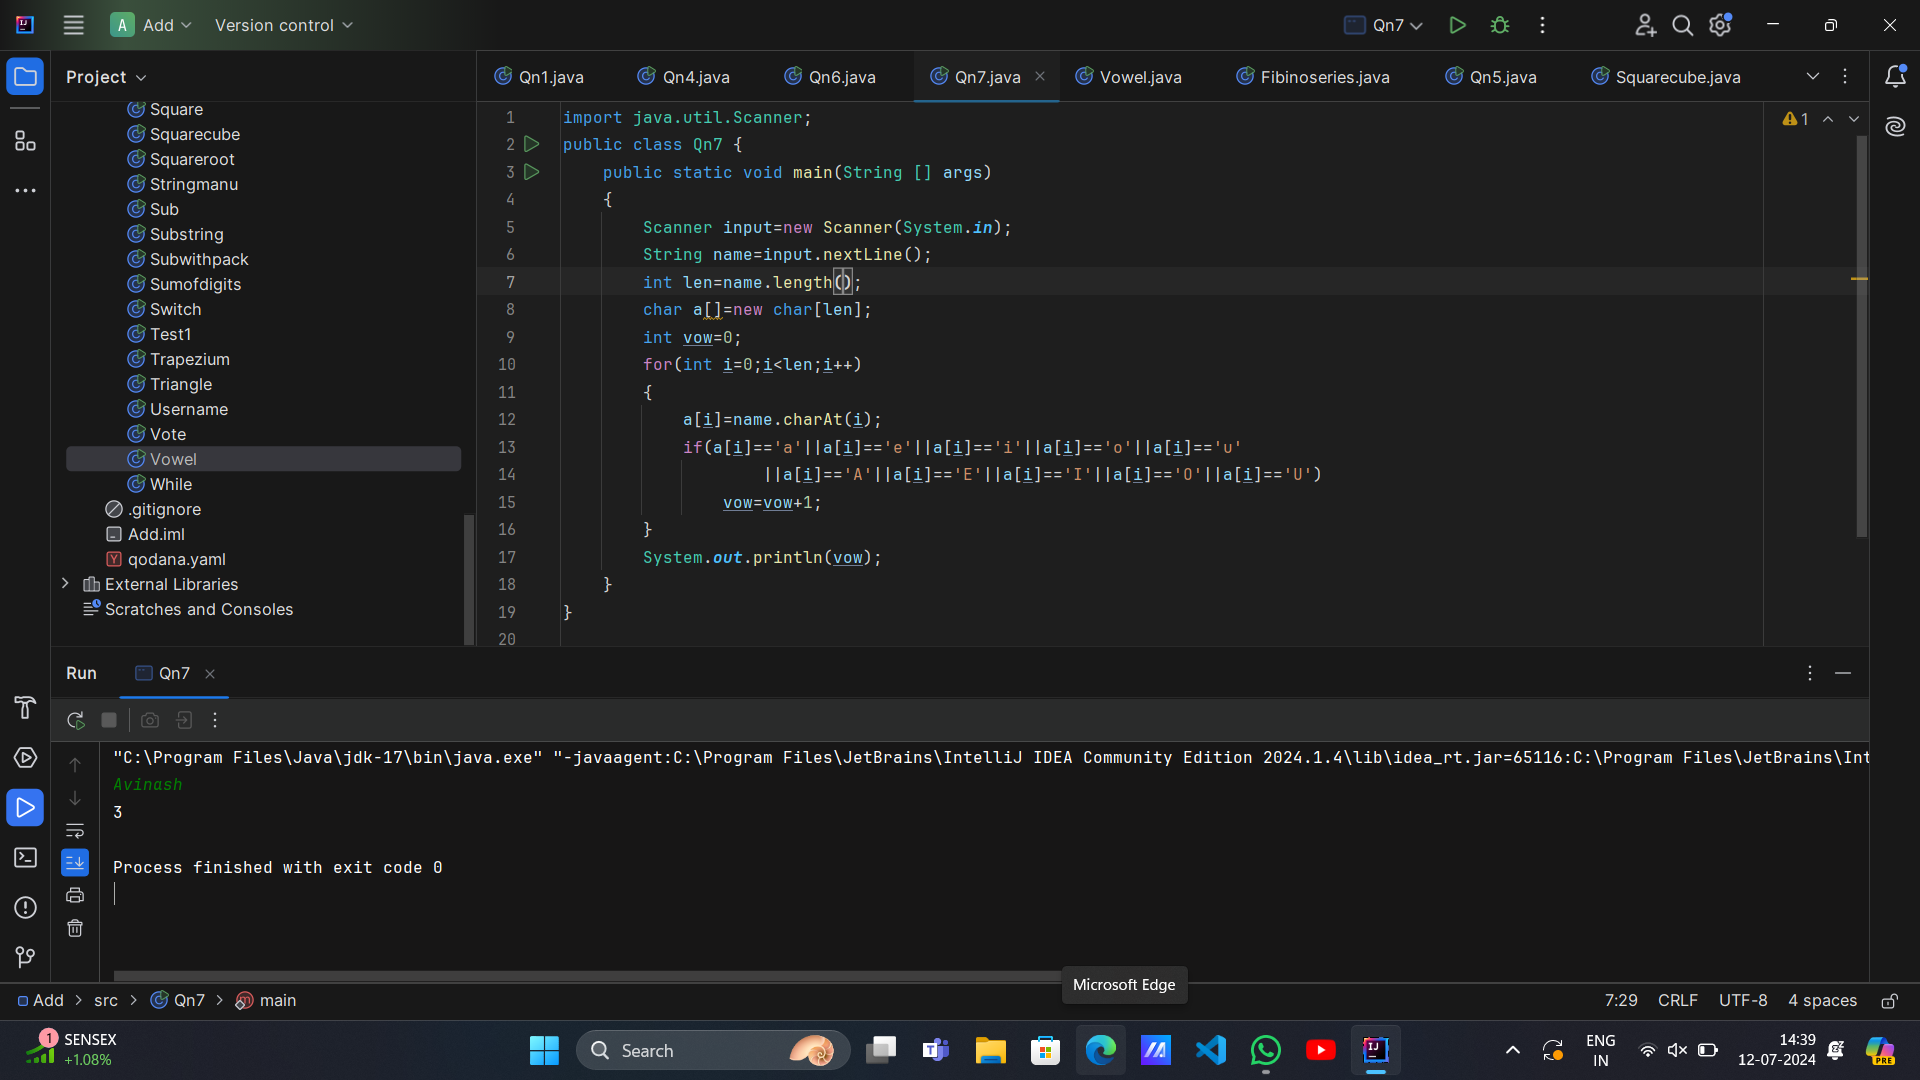 A Add Version control Qn7
Project
Qn1.java Qn4.java Qn6.java Qn7.java Vowel.java Fibinoseries.java Qn5.java Squarecube.java
Square
Squarecube
Squareroot
Stringmanu
Sub
Substring
Subwithpack
Sumofdigits
Switch
Test1
Trapezium
Triangle
Username
Vote
Vowel
While
.gitignore
Add.iml
qodana.yaml
External Libraries
Scratches and Consoles
1 import java.util.Scanner;
2 public class Qn7 {
3 public static void main(String [] args)
4 {
5 Scanner input=new Scanner(System.in);
6 String name=input.nextLine();
7 int len=name.length();
8 char a[]=new char[len];
9 int vow=0;
10 for(int i=0;i<len;i++)
11 {
12 a[i]=name.charAt(i);
13 if(a[i]=='a'||a[i]=='e'||a[i]=='i'||a[i]=='o'||a[i]=='u'
14 ||a[i]=='A'||a[i]=='E'||a[i]=='I'||a[i]=='O'||a[i]=='U')
15 vow=vow+1;
16 }
17 System.out.println(vow);
18 }
19 }
20
1
Run Qn7
"C:\Program Files\Java\jdk-17\bin\java.exe" "-javaagent:C:\Program Files\JetBrains\IntelliJ IDEA Community Edition 2024.1.4\lib\idea_rt.jar=65116:C:\Program Files\JetBrains\Int
Avinash
3
Process finished with exit code 0
Microsoft Edge
Add > src > Qn7 > main
7:29 CRLF UTF-8 4 spaces
1 SENSEX
+1.08%
Search
ENG
IN
14:39
12-07-2024
PRE